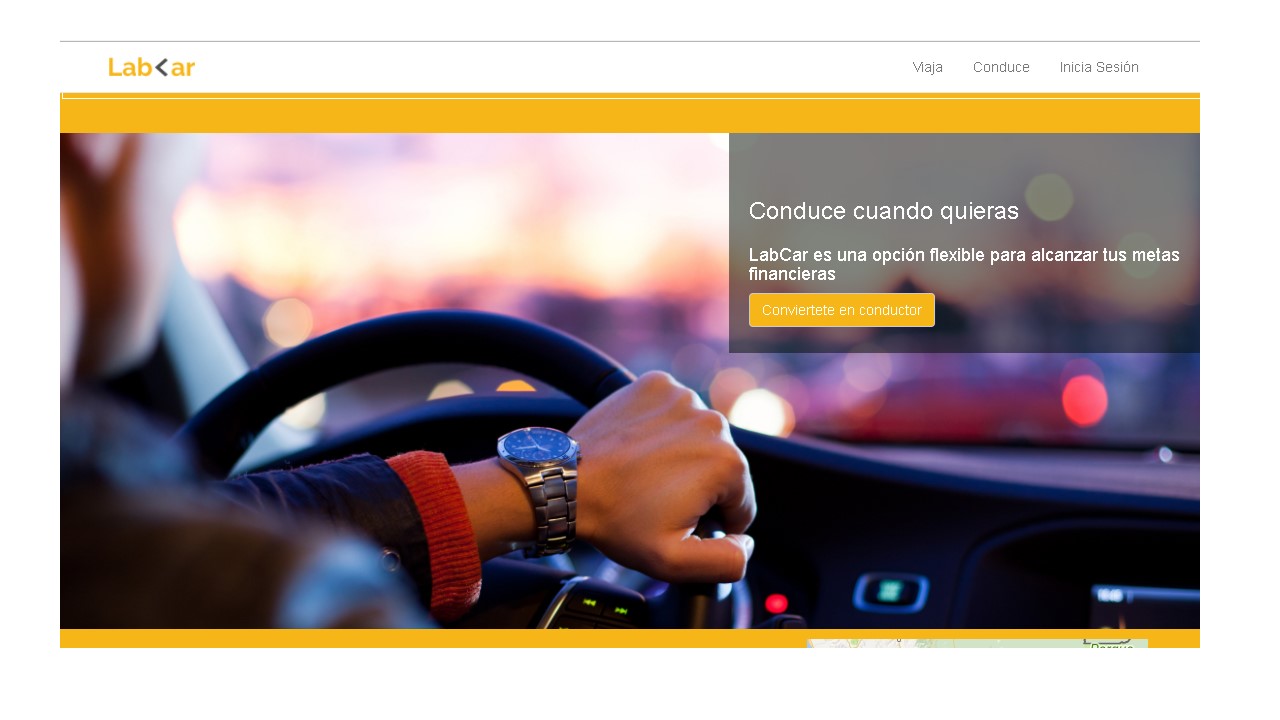 Lab<ar
Viaja Conduce Inicia Sesión
Conduce cuando quieras
LabCar es una opción flexible para alcanzar tus metas
financieras
Conviertete en conductor